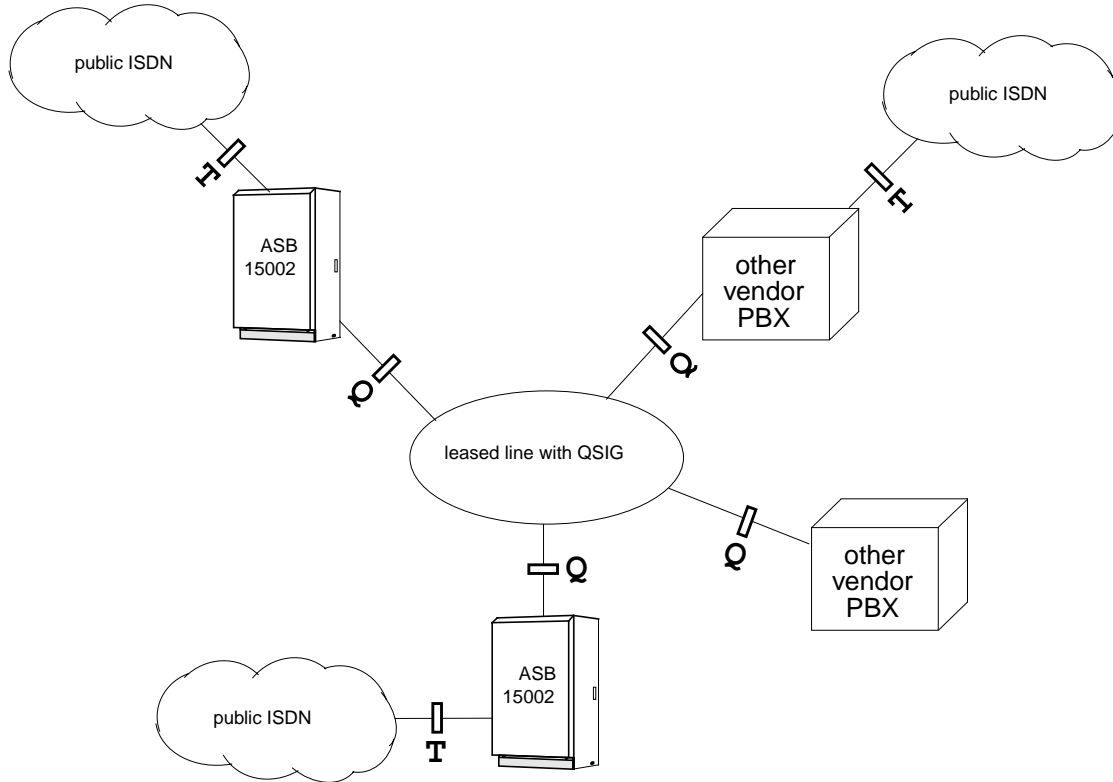 public ISDN
public ISDN
T
T
ASB
15002
other
vendor
PBX
Q
Q
leased line with QSIG
Q
other
vendor
PBX
Q
ASB
15002
public ISDN
T